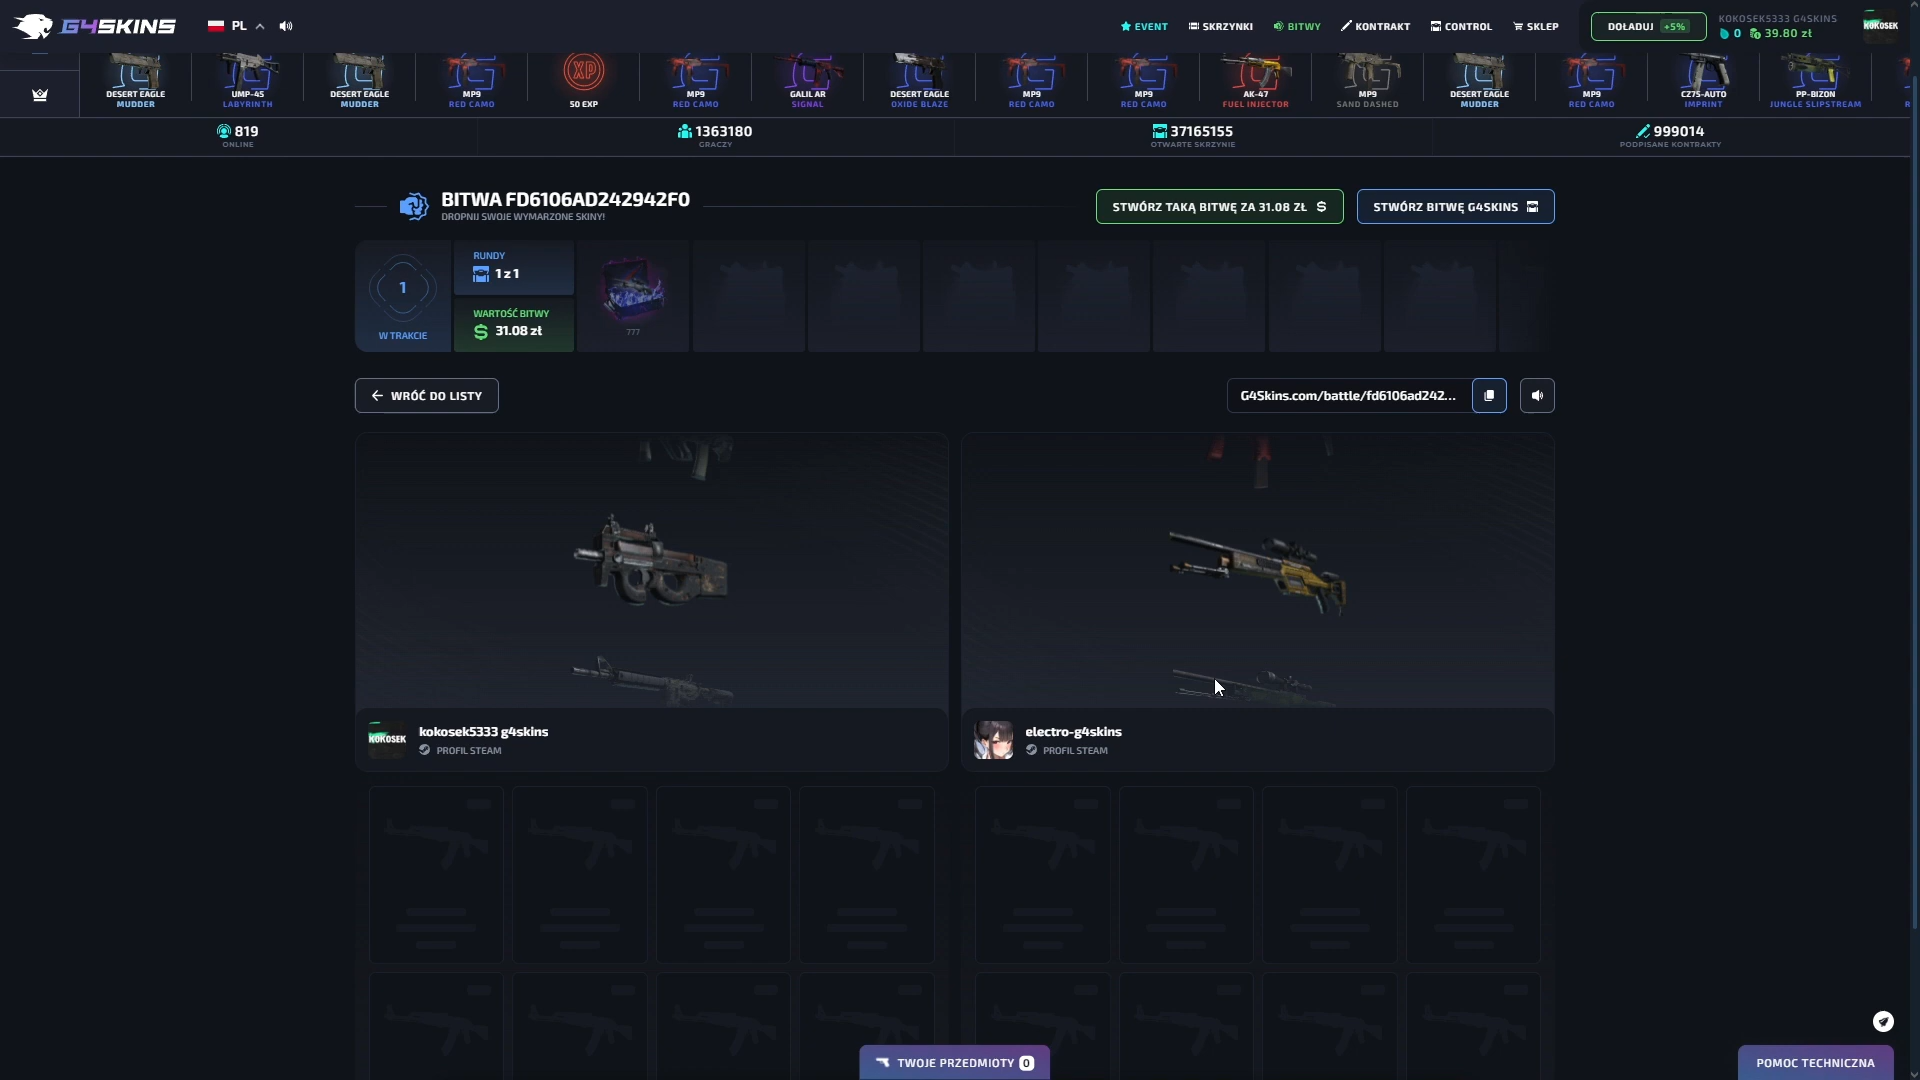 G4SKINS
PL
EVENT
SKRZYNKI
BITWY
KONTRAKT
CONTROL
SKLEP
DOŁADUJ +5%
KOKOSEK5333 G4SKINS
0 39.80 zł
KOKOSEK
DESERT EAGLE
MUDDER
UMP-45
LABYRINTH
DESERT EAGLE
MUDDER
MP9
RED CAMO
XP
50 EXP
MP9
RED CAMO
GALIL AR
SIGNAL
DESERT EAGLE
OXIDE BLAZE
MP9
RED CAMO
MP9
RED CAMO
AK-47
FUEL INJECTOR
MP9
SAND DASHED
DESERT EAGLE
MUDDER
MP9
RED CAMO
CZ75-AUTO
IMPRINT
PP-BIZON
JUNGLE SLIPSTREAM
819
ONLINE
1363180
GRACZY
37165155
OTWARTE SKRZYNIE
999014
PODPISANE KONTRAKTY
BITWA FD6106AD242942F0
DROPNIJ SWOJE WYMARZONE SKINY!
STWÓRZ TAKĄ BITWĘ ZA 31.08 ZŁ
STWÓRZ BITWĘ G4SKINS
1
W TRAKCIE
RUNDY
1 z 1
WARTOŚĆ BITWY
31.08 zł
777
WRÓĆ DO LISTY
G4Skins.com/battle/fd6106ad242...
KOKOSEK
kokosek5333 g4skins
PROFIL STEAM
electro-g4skins
PROFIL STEAM
TWOJE PRZEDMIOTY 0
POMOC TECHNICZNA